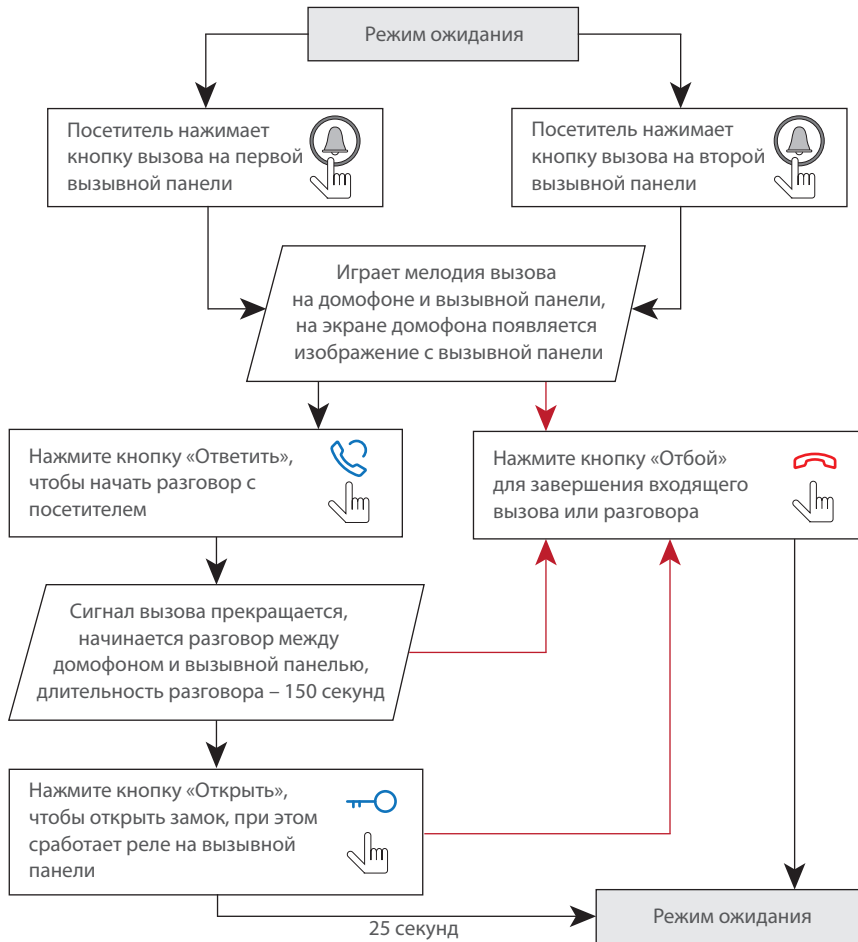 Режим ожидания
Посетитель нажимает
кнопку вызова на первой
вызывной панели
Посетитель нажимает
кнопку вызова на второй
вызывной панели
Играет мелодия вызова
на домофоне и вызывной панели,
на экране домофона появляется
изображение с вызывной панели
Нажмите кнопку «Ответить»,
чтобы начать разговор с
посетителем
Нажмите кнопку «Отбой»
для завершения входящего
вызова или разговора
Сигнал вызова прекращается,
начинается разговор между
домофоном и вызывной панелью,
длительность разговора – 150 секунд
Нажмите кнопку «Открыть»,
чтобы открыть замок, при этом
сработает реле на вызывной
панели
25 секунд
Режим ожидания